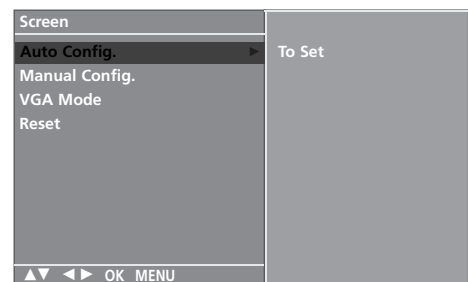 Screen
Auto Config. ▶ To Set
Manual Config.
VGA Mode
Reset
▲▼ ◀ ▶ OK MENU